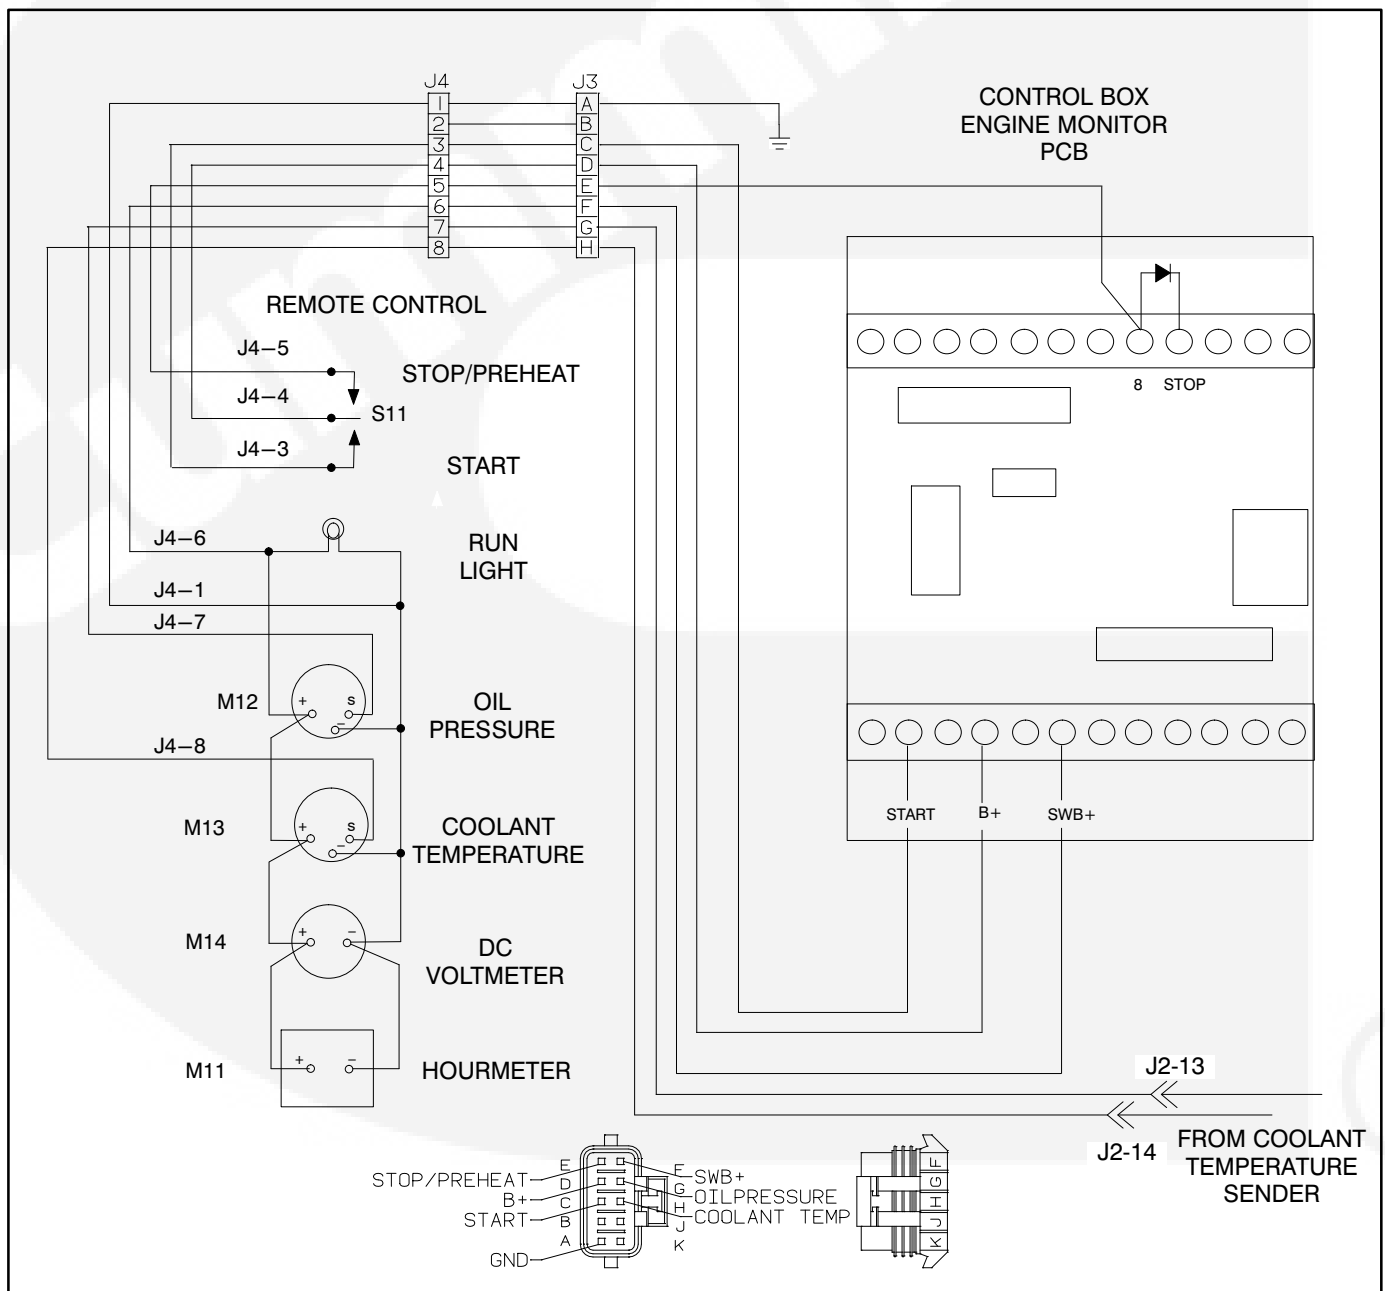 J4
J3
1
A
2
B
3
C
4
D
5
E
6
F
7
G
8
H
CONTROL BOX
ENGINE MONITOR
PCB
REMOTE CONTROL
J4–5
STOP/PREHEAT
J4–4
S11
J4–3
START
8 STOP
J4–6
RUN
LIGHT
J4–1
J4–7
M12
+ s
–
OIL
PRESSURE
J4–8
M13
+ s
–
COOLANT
TEMPERATURE
START
B+
SWB+
M14
+ –
DC
VOLTMETER
M11
+ –
HOURMETER
J2-13
J2-14
FROM COOLANT
TEMPERATURE
SENDER
STOP/PREHEAT
B+
START
GND
E
D
C
B
A
F
G
H
J
K
SWB+
OILPRESSURE
COOLANT TEMP
F
G
H
J
K
Cummins